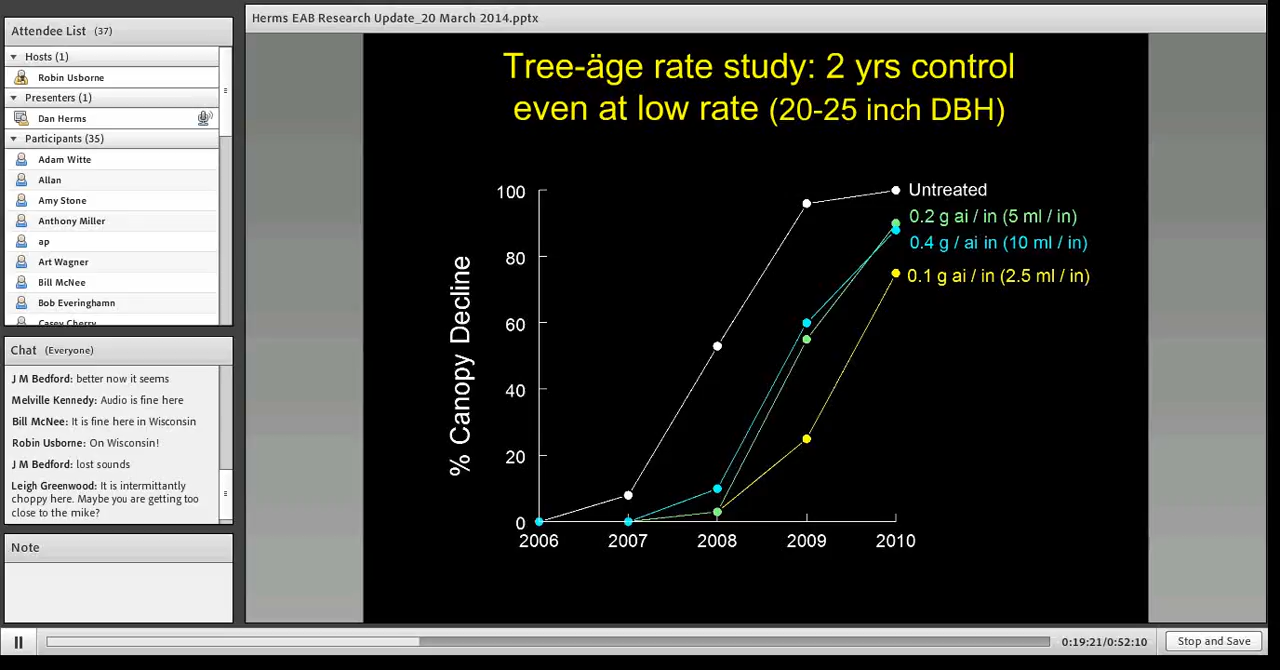 Herms EAB Research Update_20 March 2014.pptx
Attendee List (37)
Hosts (1)
Robin Usborne
Presenters (1)
Dan Herms
Participants (35)
Adam Witte
Allan
Amy Stone
Anthony Miller
ap
Art Wagner
Bill McNee
Bob Everinghamn
Casey Cherry
Chat (Everyone)
J M Bedford: better now it seems
Melville Kennedy: Audio is fine here
Bill McNee: It is fine here in Wisconsin
Robin Usborne: On Wisconsin!
J M Bedford: lost sounds
Leigh Greenwood: It is intermittantly
choppy here. Maybe you are getting too
close to the mike?
Note
Tree-äge rate study: 2 yrs control
even at low rate (20-25 inch DBH)
% Canopy Decline
100
80
60
40
20
0
2006 2007 2008 2009 2010
Untreated
0.2 g ai / in (5 ml / in)
0.4 g / ai in (10 ml / in)
0.1 g ai / in (2.5 ml / in)
0:19:21/0:52:10
Stop and Save